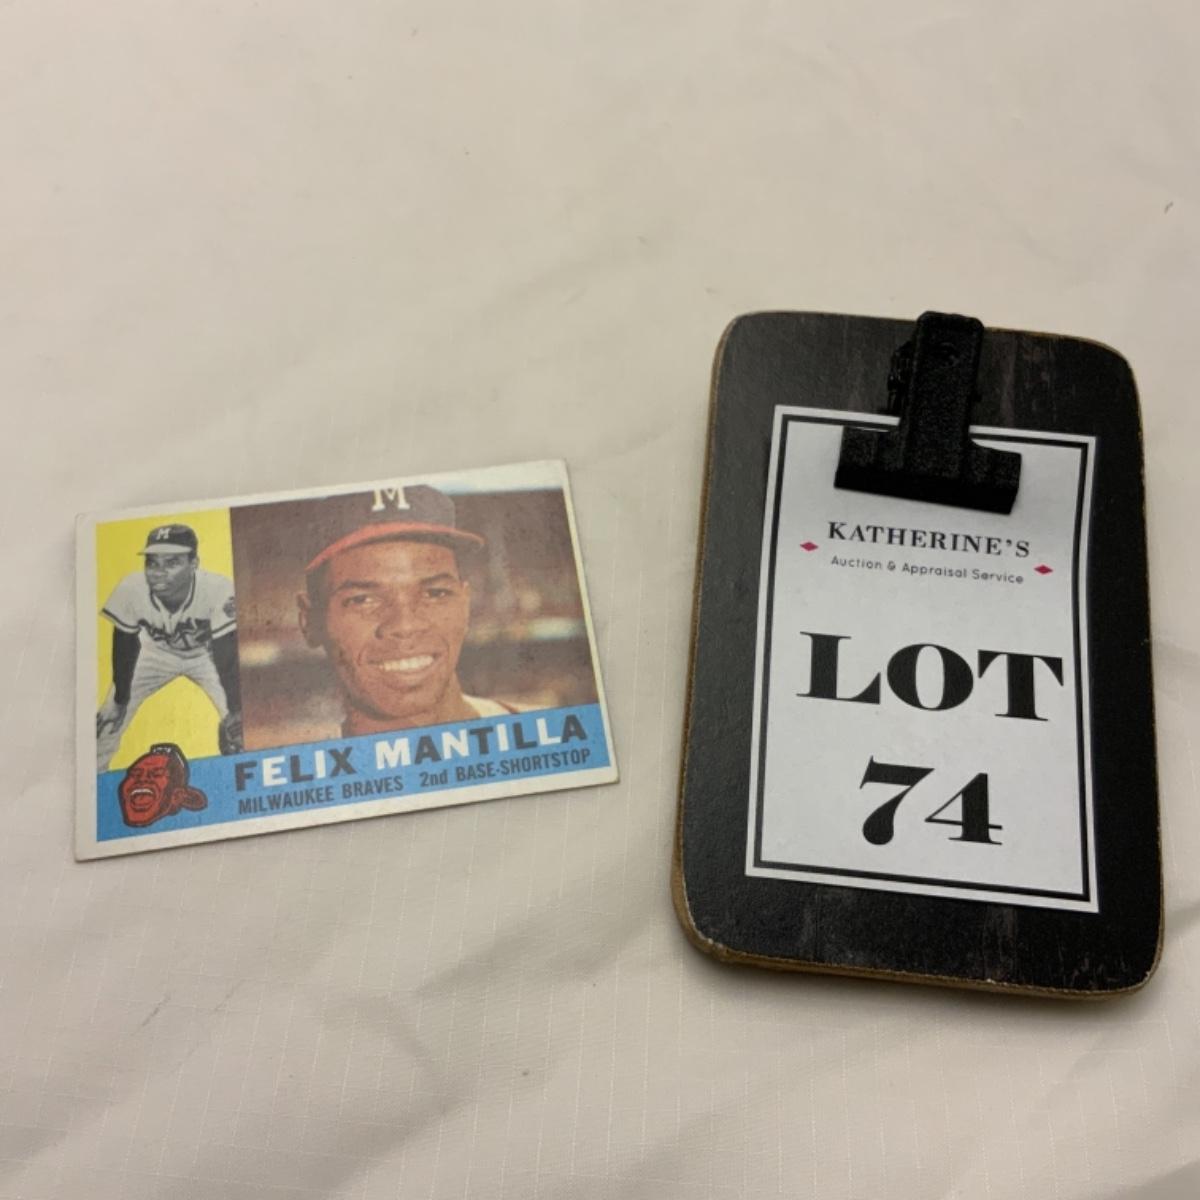 M
M
FELIX MANTILLA
MILWAUKEE BRAVES 2nd BASE-SHORTSTOP
KATHERINE'S
Auction & Appraisal Service
LOT
74